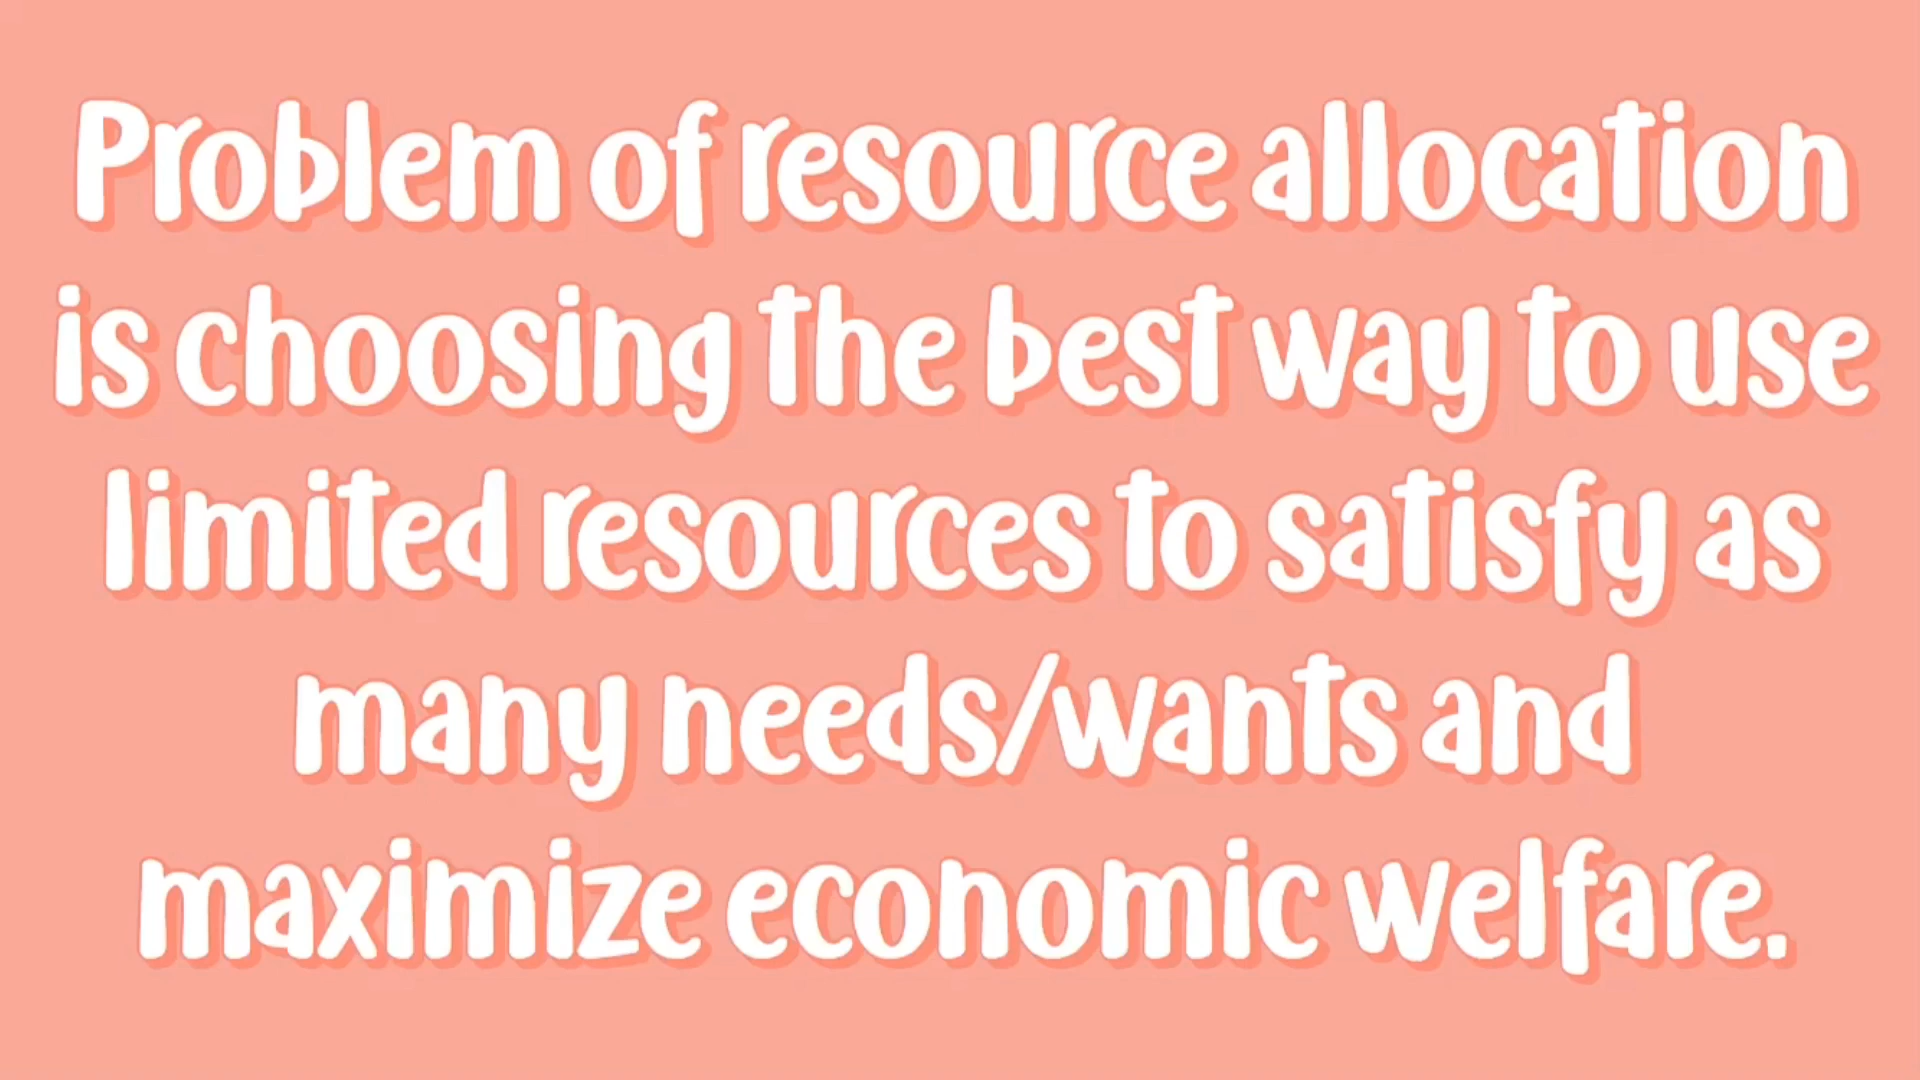 Problem of resource allocation
is choosing the best way to use
limited resources to satisfy as
many needs/wants and
maximize economic welfare.